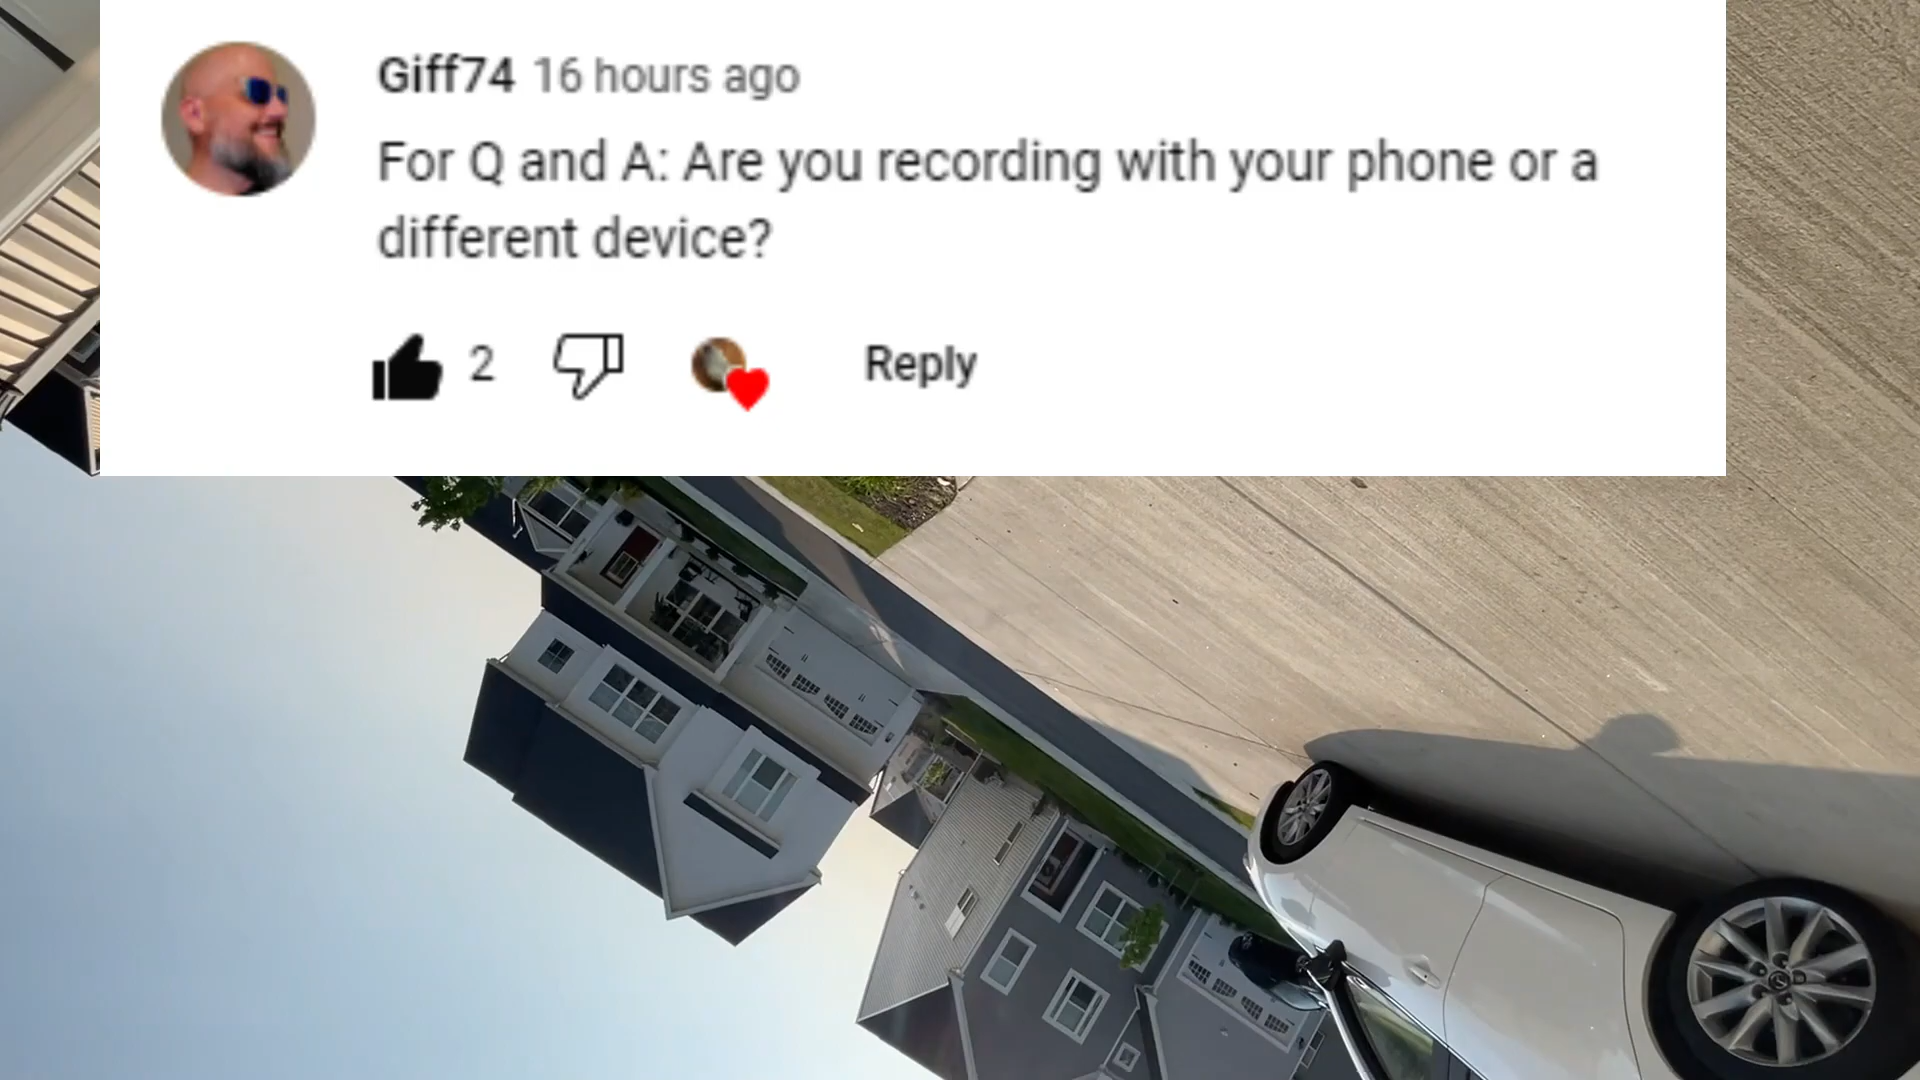 Giff74 16 hours ago
For Q and A: Are you recording with your phone or a
different device?
2 Reply